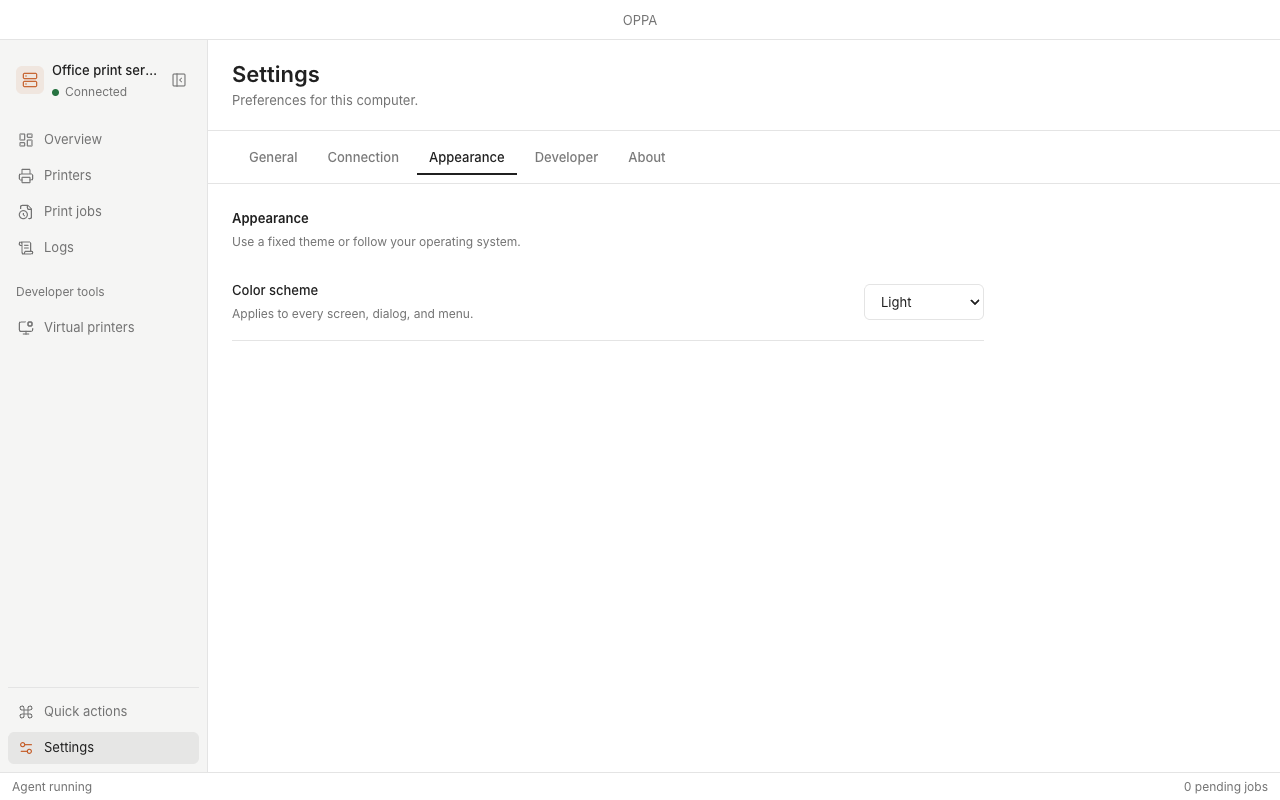 OPPA
Office print ser...
Connected
Overview
Printers
Print jobs
Logs
Developer tools
Virtual printers
Quick actions
Settings
Settings
Preferences for this computer.
General
Connection
Appearance
Developer
About
Appearance
Use a fixed theme or follow your operating system.
Color scheme
Applies to every screen, dialog, and menu.
Light
Agent running
0 pending jobs